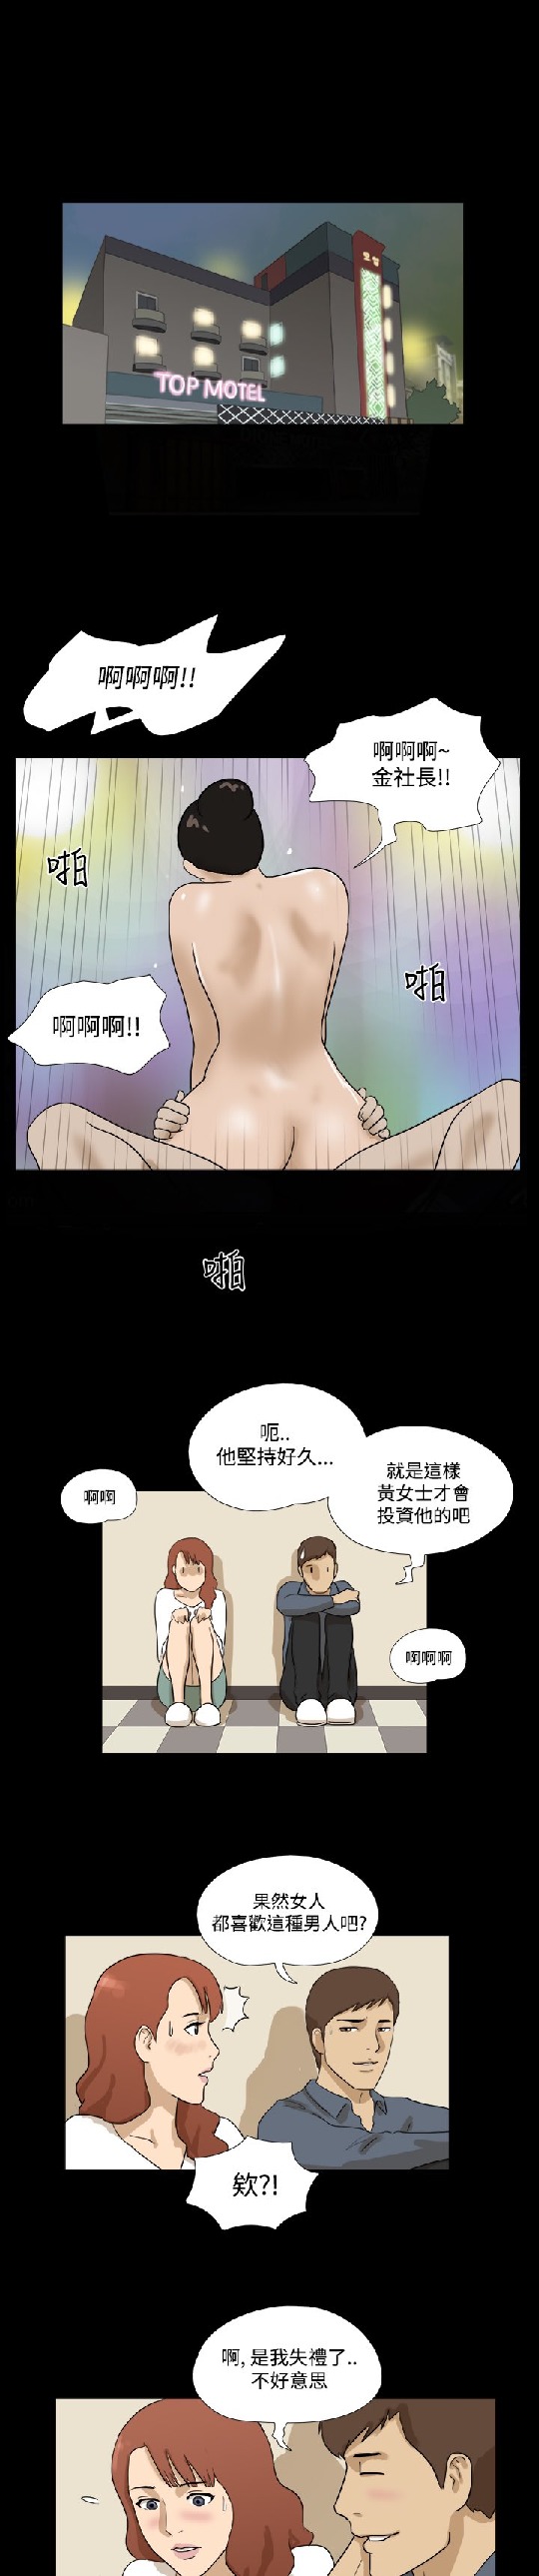 모텔
TOP MOTEL
啊啊啊!!
啊啊啊~
金社長!!
啪
啪
啊啊啊!!
啪
呃..
他堅持好久...
啊啊
就是這樣
黃女士才會
投資他的吧
啊啊啊
果然女人
都喜歡這種男人吧?
欸?!
啊, 是我失禮了..
不好意思